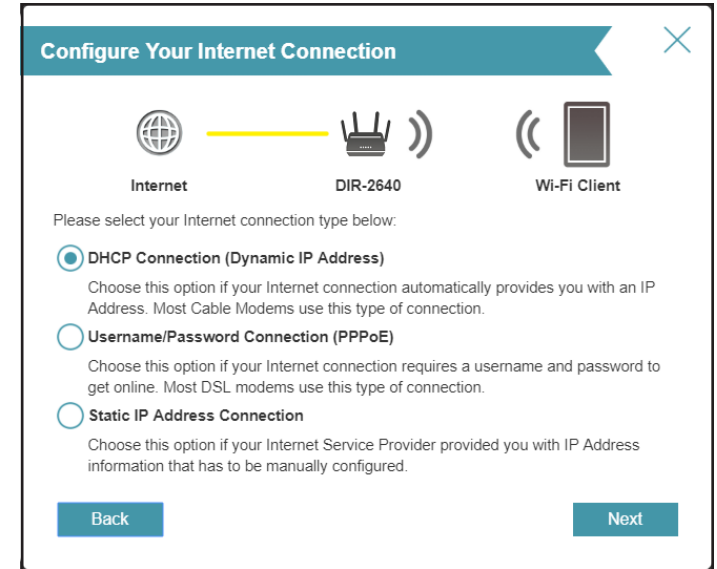 Configure Your Internet Connection
Internet
DIR-2640
Wi-Fi Client
Please select your Internet connection type below:
DHCP Connection (Dynamic IP Address)
Choose this option if your Internet connection automatically provides you with an IP
Address. Most Cable Modems use this type of connection.
Username/Password Connection (PPPoE)
Choose this option if your Internet connection requires a username and password to
get online. Most DSL modems use this type of connection.
Static IP Address Connection
Choose this option if your Internet Service Provider provided you with IP Address
information that has to be manually configured.
Back
Next